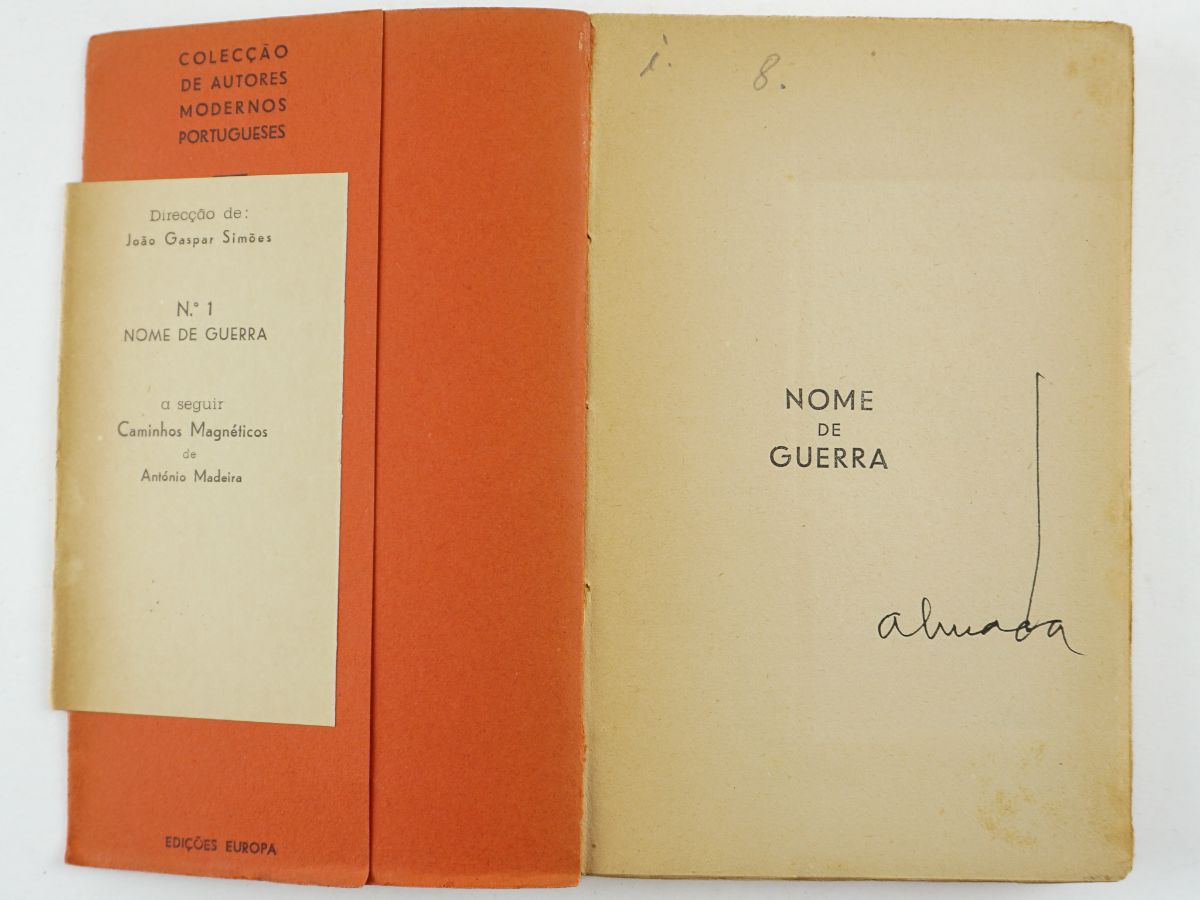 COLECÇÃO
DE AUTORES
MODERNOS
PORTUGUESES
Direcção de:
João Gaspar Simões
N.º 1
NOME DE GUERRA
a seguir
Caminhos Magnéticos
de
António Madeira
EDIÇÕES EUROPA
i. 8.
NOME
DE
GUERRA
almada